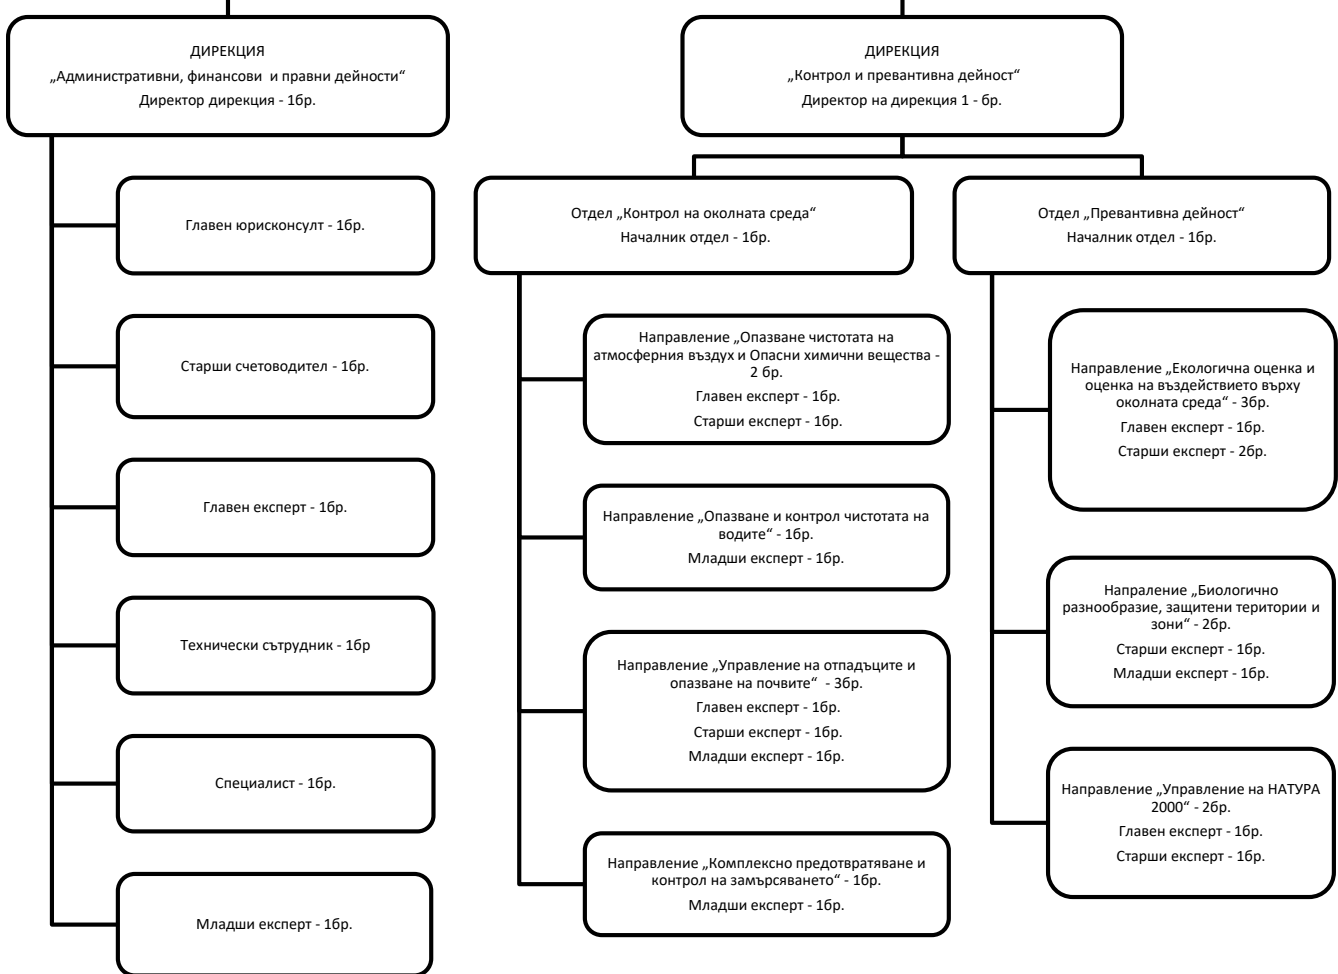 ДИРЕКЦИЯ
„Административни, финансови и правни дейности“
Директор дирекция - 1бр.
Главен юрисконсулт - 1бр.
Старши счетоводител - 1бр.
Главен експерт - 1бр.
Технически сътрудник - 1бр
Специалист - 1бр.
Младши експерт - 1бр.
ДИРЕКЦИЯ
„Контрол и превантивна дейност“
Директор на дирекция 1 - бр.
Отдел „Контрол на околната среда“
Началник отдел - 1бр.
Направление „Опазване чистотата на
атмосферния въздух и Опасни химични вещества -
2 бр.
Главен експерт - 1бр.
Старши експерт - 1бр.
Направление „Опазване и контрол чистотата на
водите“ - 1бр.
Младши експерт - 1бр.
Направление „Управление на отпадъците и
опазване на почвите“ - 3бр.
Главен експерт - 1бр.
Старши експерт - 1бр.
Младши експерт - 1бр.
Направление „Комплексно предотвратяване и
контрол на замърсяването“ - 1бр.
Младши експерт - 1бр.
Отдел „Превантивна дейност“
Началник отдел - 1бр.
Направление „Екологична оценка и
оценка на въздействието върху
околната среда“ - 3бр.
Главен експерт - 1бр.
Старши експерт - 2бр.
Напраление „Биологично
разнообразие, защитени територии и
зони“ - 2бр.
Старши експерт - 1бр.
Младши експерт - 1бр.
Направление „Управление на НАТУРА
2000“ - 2бр.
Главен експерт - 1бр.
Старши експерт - 1бр.